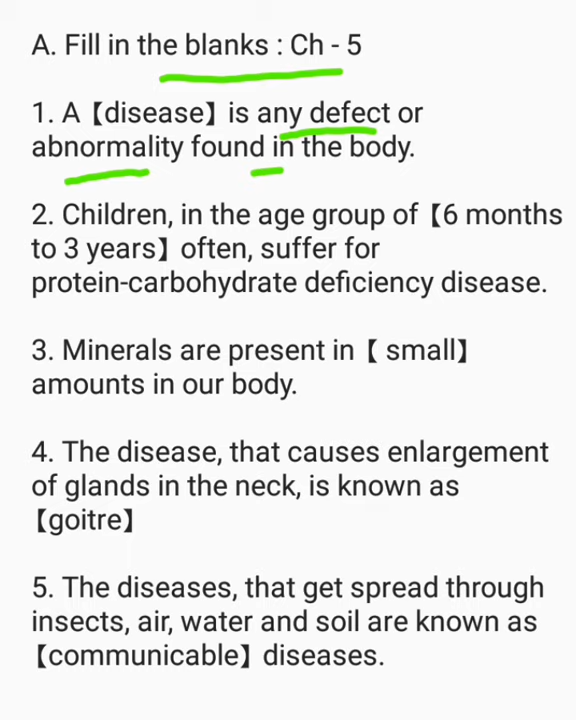 A. Fill in the blanks : Ch - 5
1. A【disease】is any defect or
abnormality found in the body.
2. Children, in the age group of【6 months
to 3 years】often, suffer for
protein-carbohydrate deficiency disease.
3. Minerals are present in【 small】
amounts in our body.
4. The disease, that causes enlargement
of glands in the neck, is known as
【goitre】
5. The diseases, that get spread through
insects, air, water and soil are known as
【communicable】diseases.